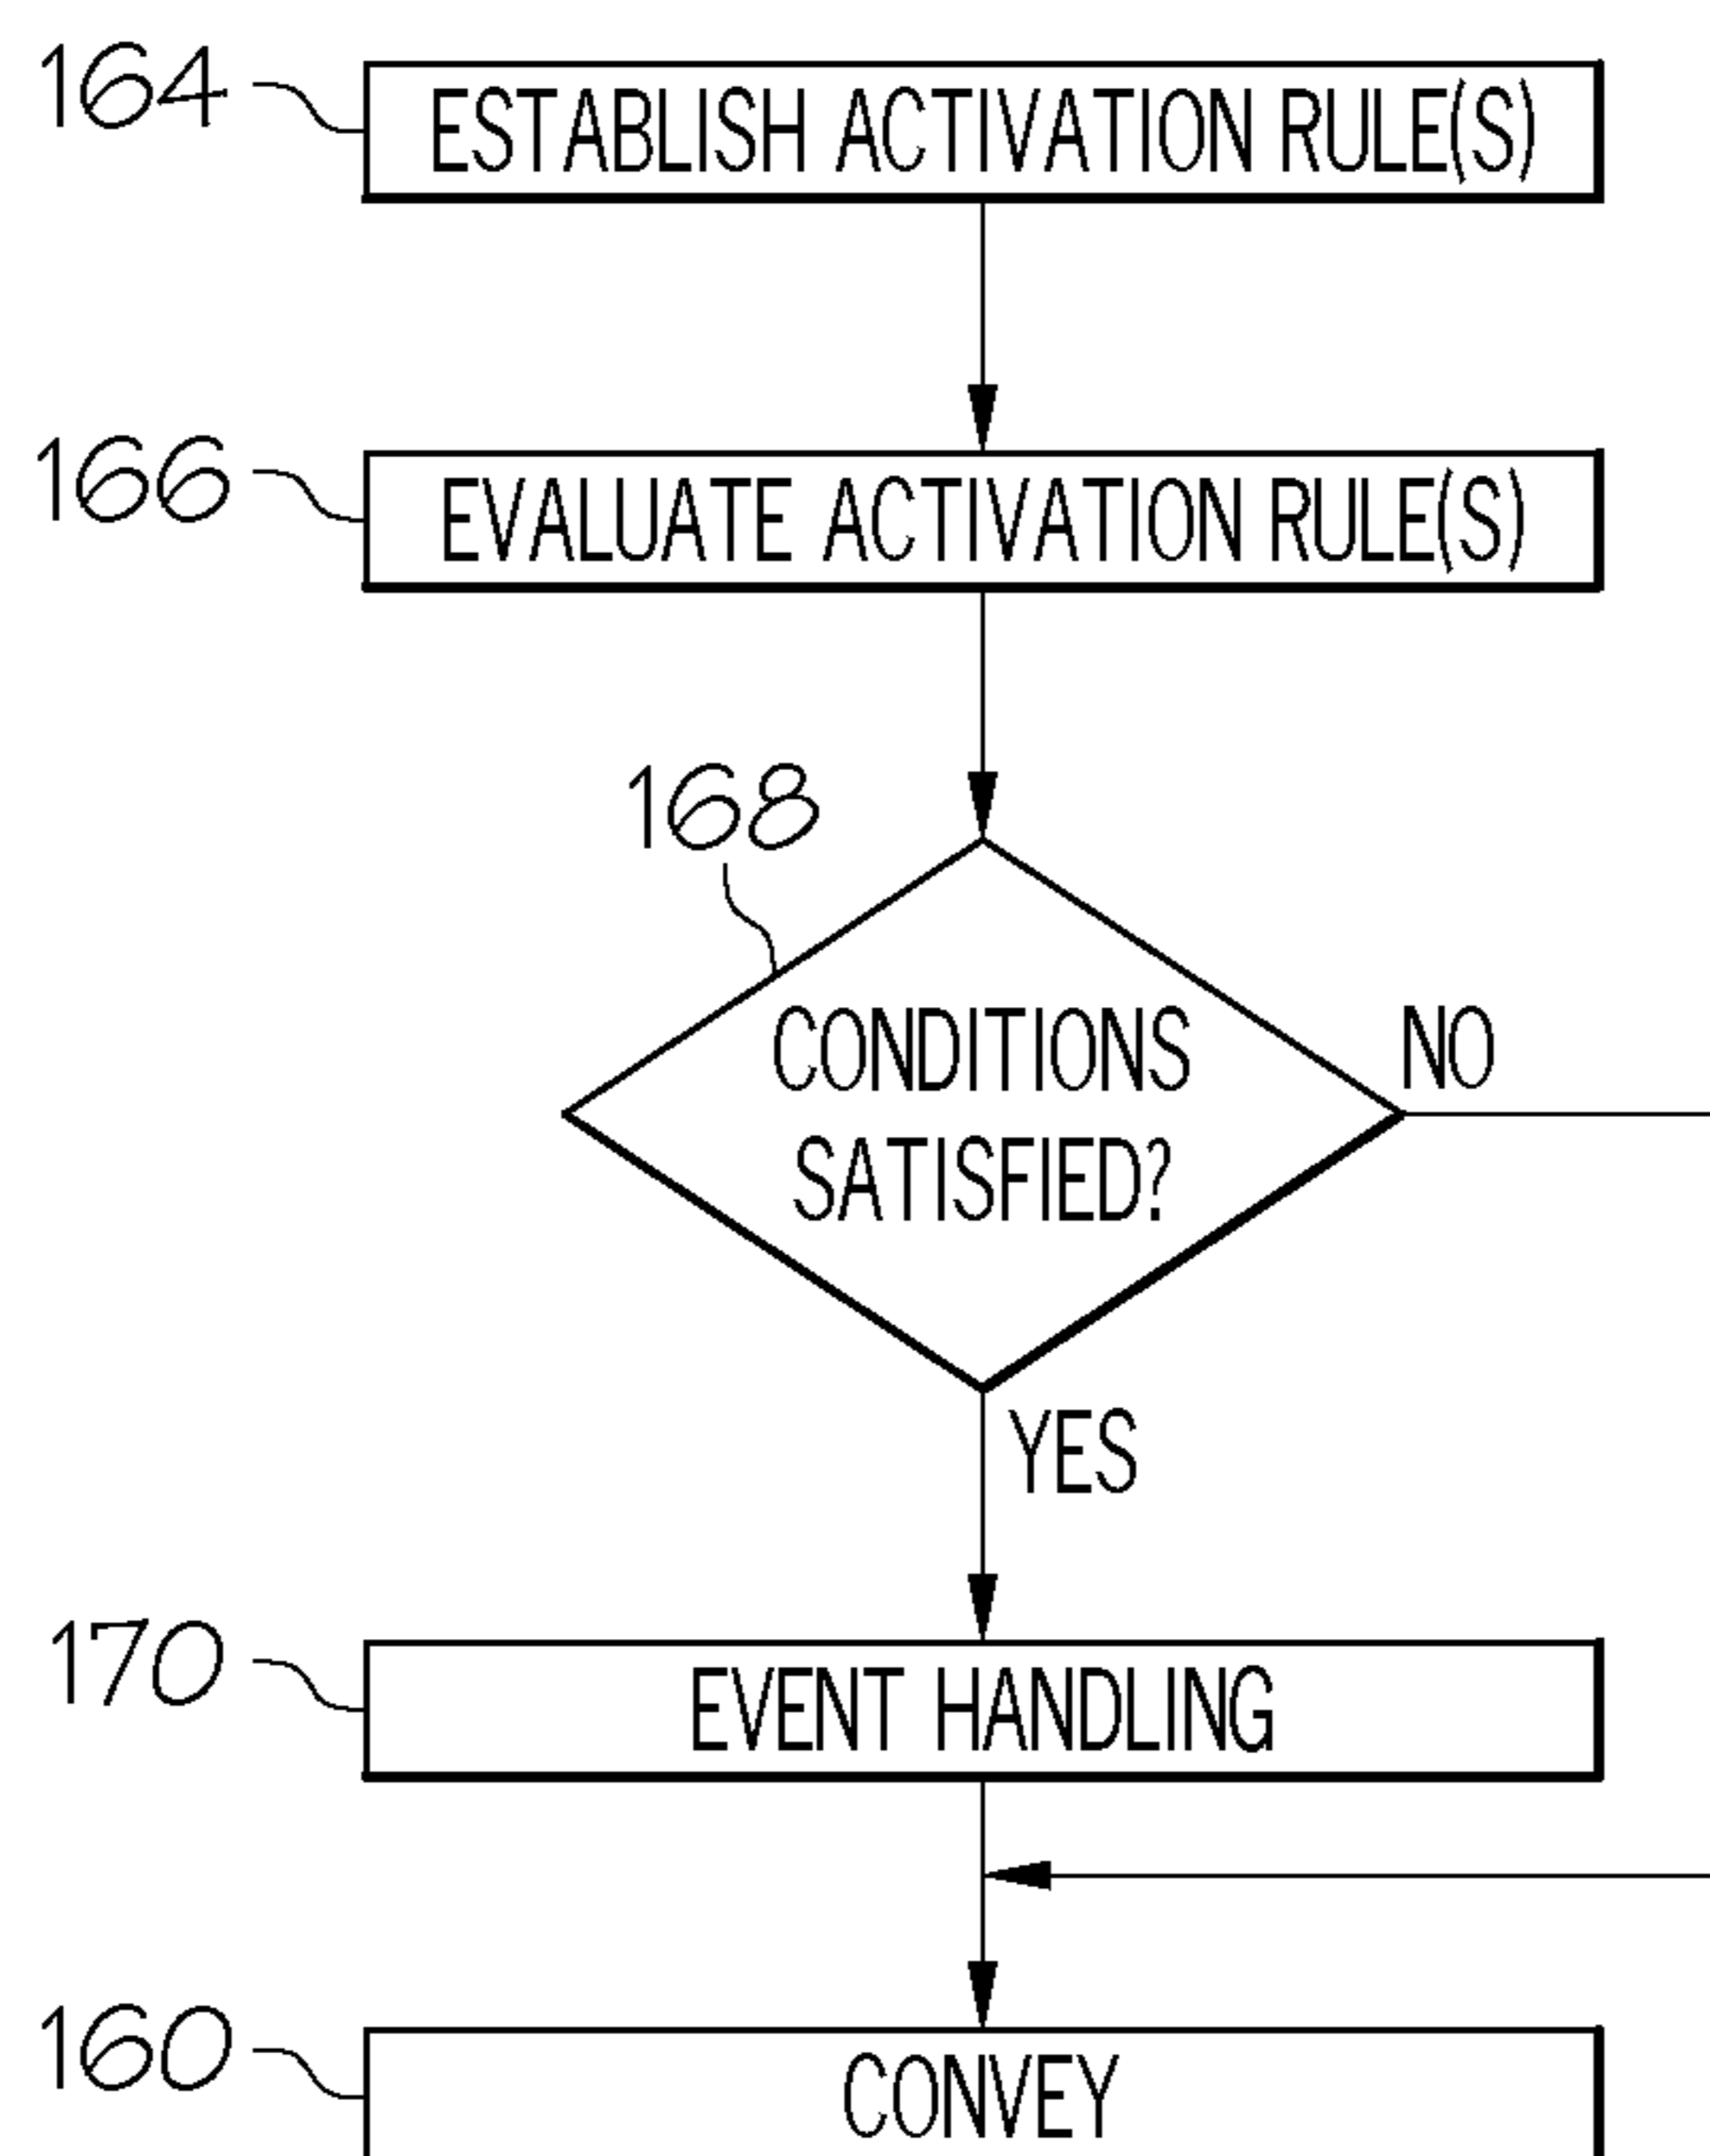 164
ESTABLISH ACTIVATION RULE(S)
166
EVALUATE ACTIVATION RULE(S)
168
CONDITIONS
SATISFIED?
NO
YES
170
EVENT HANDLING
160
CONVEY